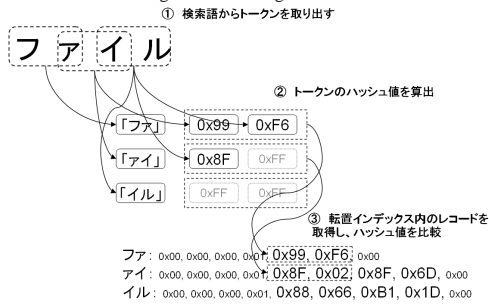 ① 検索語からトークンを取り出す
ファイル
② トークンのハッシュ値を算出
「ファ」 0x99 0xF6
「ァイ」 0x8F 0xFF
「イル」 0xFF 0xFF
③ 転置インデックス内のレコードを
取得し、ハッシュ値を比較
ファ: 0x00, 0x00, 0x00, 0x01, 0x99, 0xF6, 0x00
ァイ: 0x00, 0x00, 0x00, 0x01, 0x8F, 0x02, 0x8F, 0x6D, 0x00
イル: 0x00, 0x00, 0x00, 0x01, 0x88, 0x66, 0xB1, 0x1D, 0x00